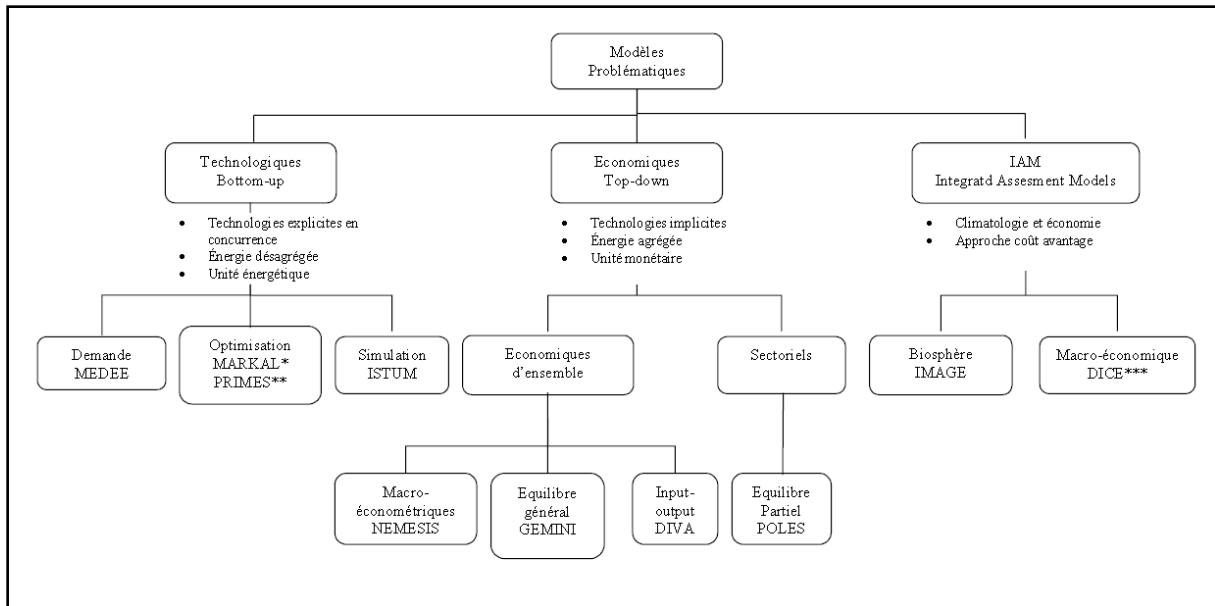 Modèles
Problématiques
Technologiques
Bottom-up
Economiques
Top-down
IAM
Integratd Assesment Models
• Technologies explicites en
concurrence
• Énergie désagrégée
• Unité énergétique
• Technologies implicites
• Énergie agrégée
• Unité monétaire
• Climatologie et économie
• Approche coût avantage
Demande
MEDEE
Optimisation
MARKAL*
PRIMES**
Simulation
ISTUM
Economiques
d'ensemble
Sectoriels
Biosphère
IMAGE
Macro-économique
DICE***
Macro-
économétriques
NEMESIS
Equilibre
général
GEMINI
Input-
output
DIVA
Equilibre
Partiel
POLES